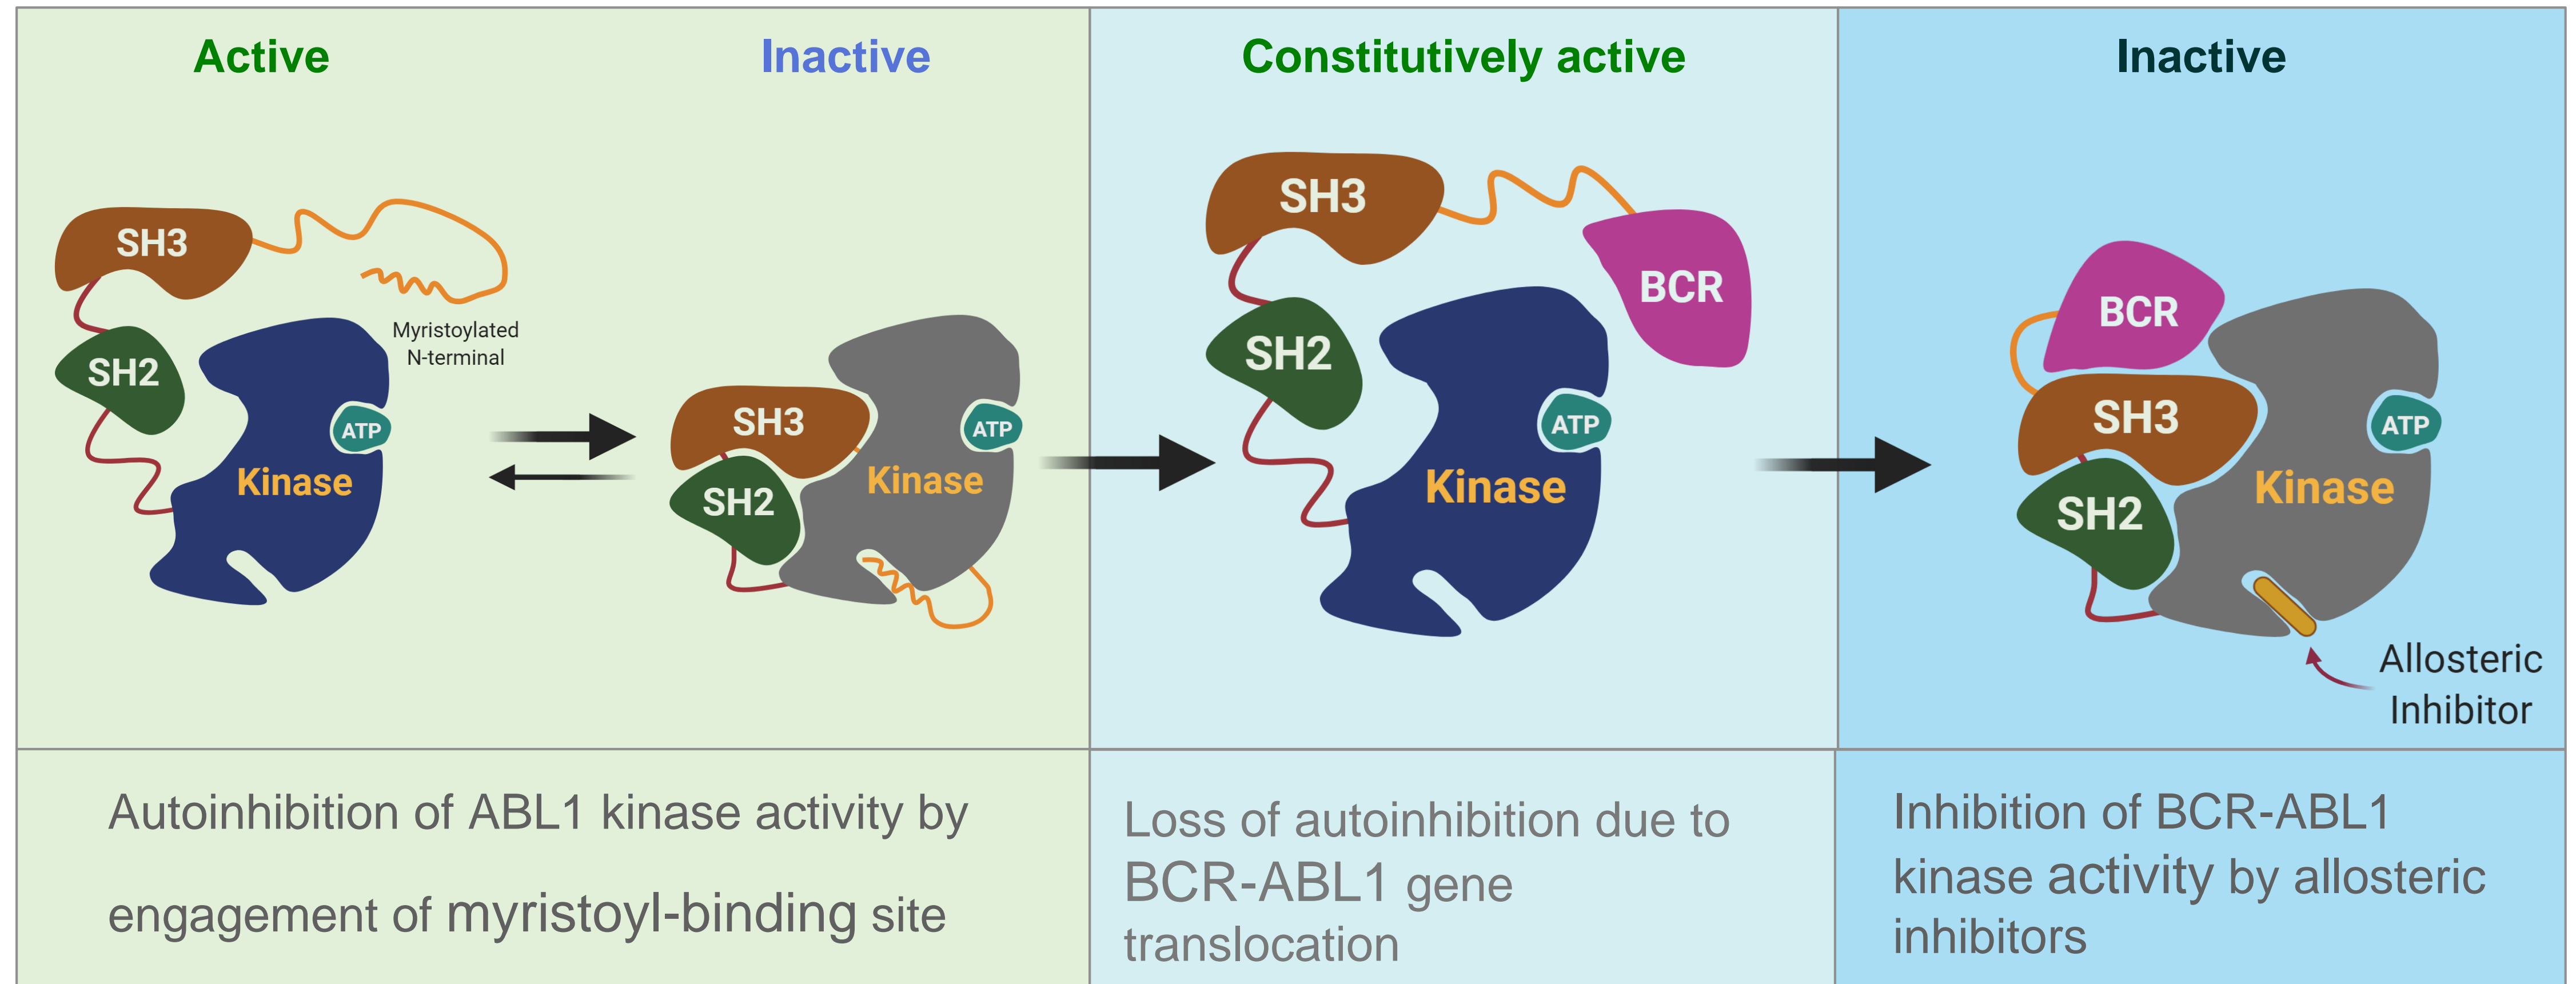 Active
Inactive
Constitutively active
Inactive
SH3
Myristoylated
N-terminal
SH2
ATP
Kinase
SH3
ATP
Kinase
SH2
SH3
BCR
SH2
ATP
Kinase
BCR
SH3
ATP
Kinase
SH2
Allosteric
Inhibitor
Autoinhibition of ABL1 kinase activity by
engagement of myristoyl-binding site
Loss of autoinhibition due to
BCR-ABL1 gene
translocation
Inhibition of BCR-ABL1
kinase activity by allosteric
inhibitors